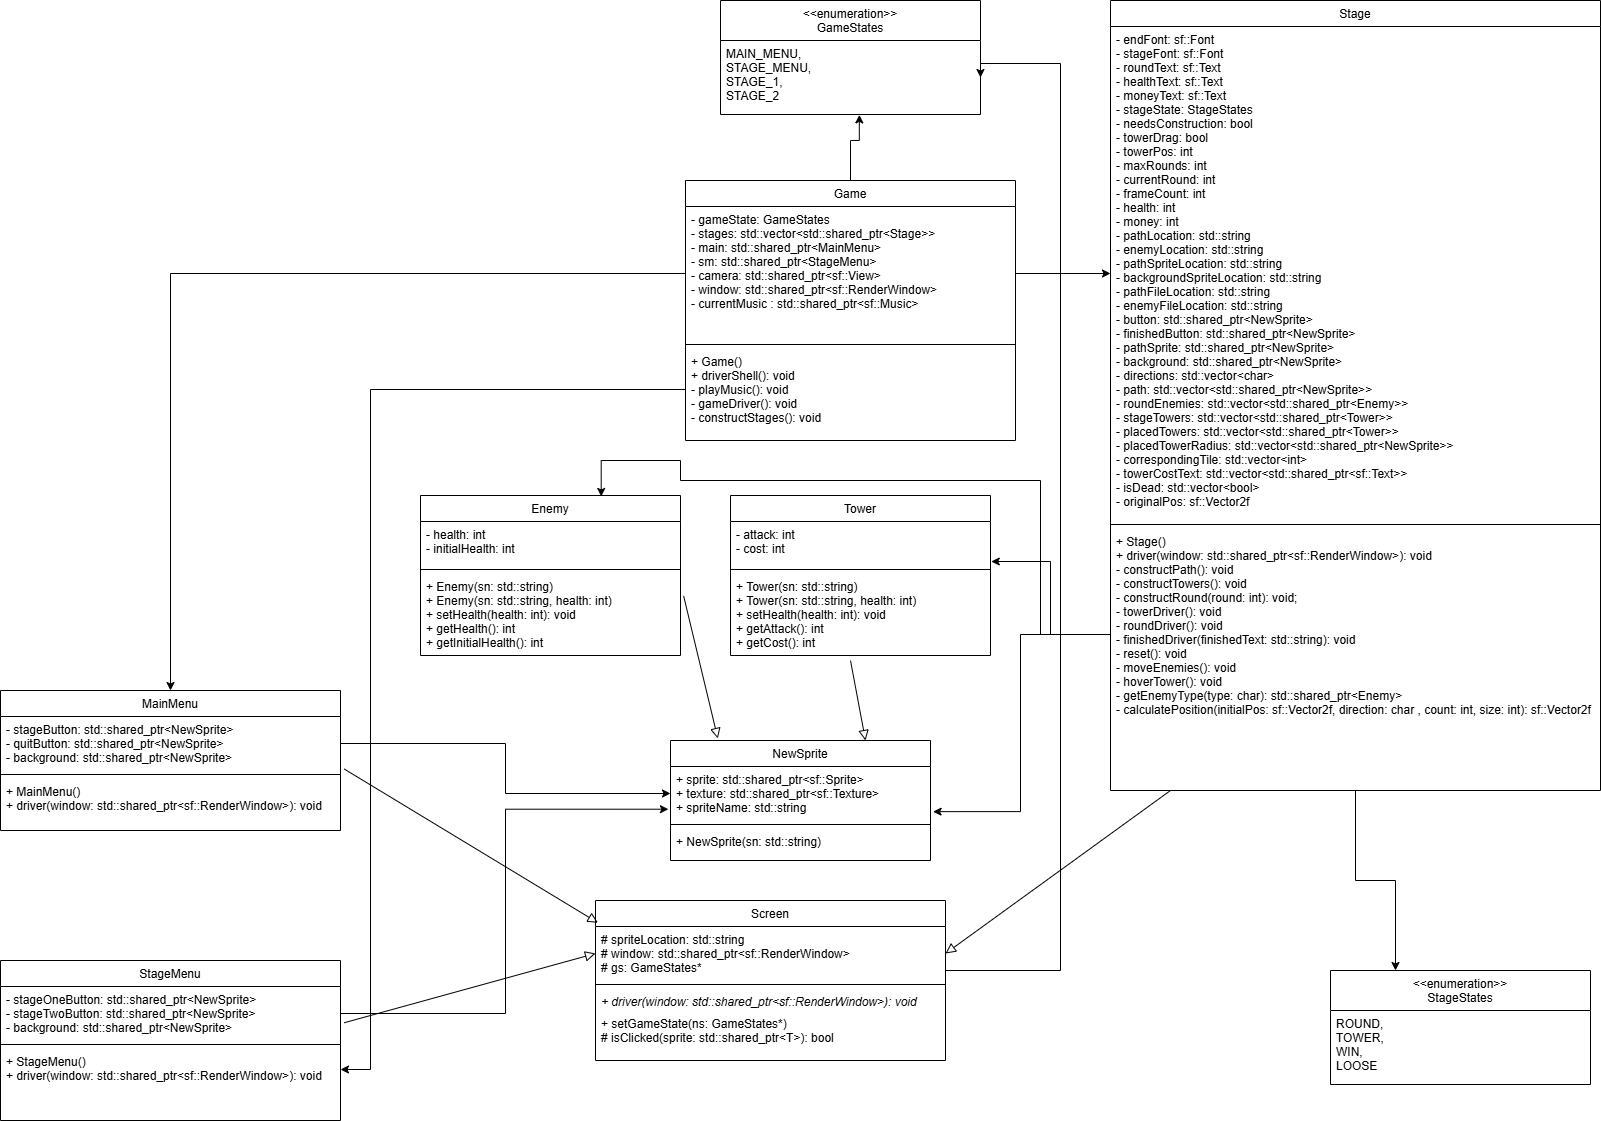 <<enumeration>>
GameStates
MAIN_MENU,
STAGE_MENU,
STAGE_1,
STAGE_2
Stage
- endFont: sf::Font
- stageFont: sf::Font
- roundText: sf::Text
- healthText: sf::Text
- moneyText: sf::Text
- stageState: StageStates
- needsConstruction: bool
- towerDrag: bool
- towerPos: int
- maxRounds: int
- currentRound: int
- frameCount: int
- health: int
- money: int
- pathLocation: std::string
- enemyLocation: std::string
- pathSpriteLocation: std::string
- backgroundSpriteLocation: std::string
- pathFileLocation: std::string
- enemyFileLocation: std::string
- button: std::shared_ptr<NewSprite>
- finishedButton: std::shared_ptr<NewSprite>
- pathSprite: std::shared_ptr<NewSprite>
- background: std::shared_ptr<NewSprite>
- directions: std::vector<char>
- path: std::vector<std::shared_ptr<NewSprite>>
- roundEnemies: std::vector<std::shared_ptr<Enemy>>
- stageTowers: std::vector<std::shared_ptr<Tower>>
- placedTowers: std::vector<std::shared_ptr<Tower>>
- placedTowerRadius: std::vector<std::shared_ptr<NewSprite>>
- correspondingTile: std::vector<int>
- towerCostText: std::vector<std::shared_ptr<sf::Text>>
- isDead: std::vector<bool>
- originalPos: sf::Vector2f
+ Stage()
+ driver(window: std::shared_ptr<sf::RenderWindow>): void
- constructPath(): void
- constructTowers(): void
- constructRound(round: int): void;
- towerDriver(): void
- roundDriver(): void
- finishedDriver(finishedText: std::string): void
- reset(): void
- moveEnemies(): void
- hoverTower(): void
- getEnemyType(type: char): std::shared_ptr<Enemy>
- calculatePosition(initialPos: sf::Vector2f, direction: char , count: int, size: int): sf::Vector2f
Game
- gameState: GameStates
- stages: std::vector<std::shared_ptr<Stage>>
- main: std::shared_ptr<MainMenu>
- sm: std::shared_ptr<StageMenu>
- camera: std::shared_ptr<sf::View>
- window: std::shared_ptr<sf::RenderWindow>
- currentMusic : std::shared_ptr<sf::Music>
+ Game()
+ driverShell(): void
- playMusic(): void
- gameDriver(): void
- constructStages(): void
Enemy
- health: int
- initialHealth: int
+ Enemy(sn: std::string)
+ Enemy(sn: std::string, health: int)
+ setHealth(health: int): void
+ getHealth(): int
+ getInitialHealth(): int
Tower
- attack: int
- cost: int
+ Tower(sn: std::string)
+ Tower(sn: std::string, health: int)
+ setHealth(health: int): void
+ getAttack(): int
+ getCost(): int
MainMenu
- stageButton: std::shared_ptr<NewSprite>
- quitButton: std::shared_ptr<NewSprite>
- background: std::shared_ptr<NewSprite>
+ MainMenu()
+ driver(window: std::shared_ptr<sf::RenderWindow>): void
NewSprite
+ sprite: std::shared_ptr<sf::Sprite>
+ texture: std::shared_ptr<sf::Texture>
+ spriteName: std::string
+ NewSprite(sn: std::string)
Screen
# spriteLocation: std::string
# window: std::shared_ptr<sf::RenderWindow>
# gs: GameStates*
+ driver(window: std::shared_ptr<sf::RenderWindow>): void
+ setGameState(ns: GameStates*)
# isClicked(sprite: std::shared_ptr<T>): bool
StageMenu
- stageOneButton: std::shared_ptr<NewSprite>
- stageTwoButton: std::shared_ptr<NewSprite>
- background: std::shared_ptr<NewSprite>
+ StageMenu()
+ driver(window: std::shared_ptr<sf::RenderWindow>): void
<<enumeration>>
StageStates
ROUND,
TOWER,
WIN,
LOOSE